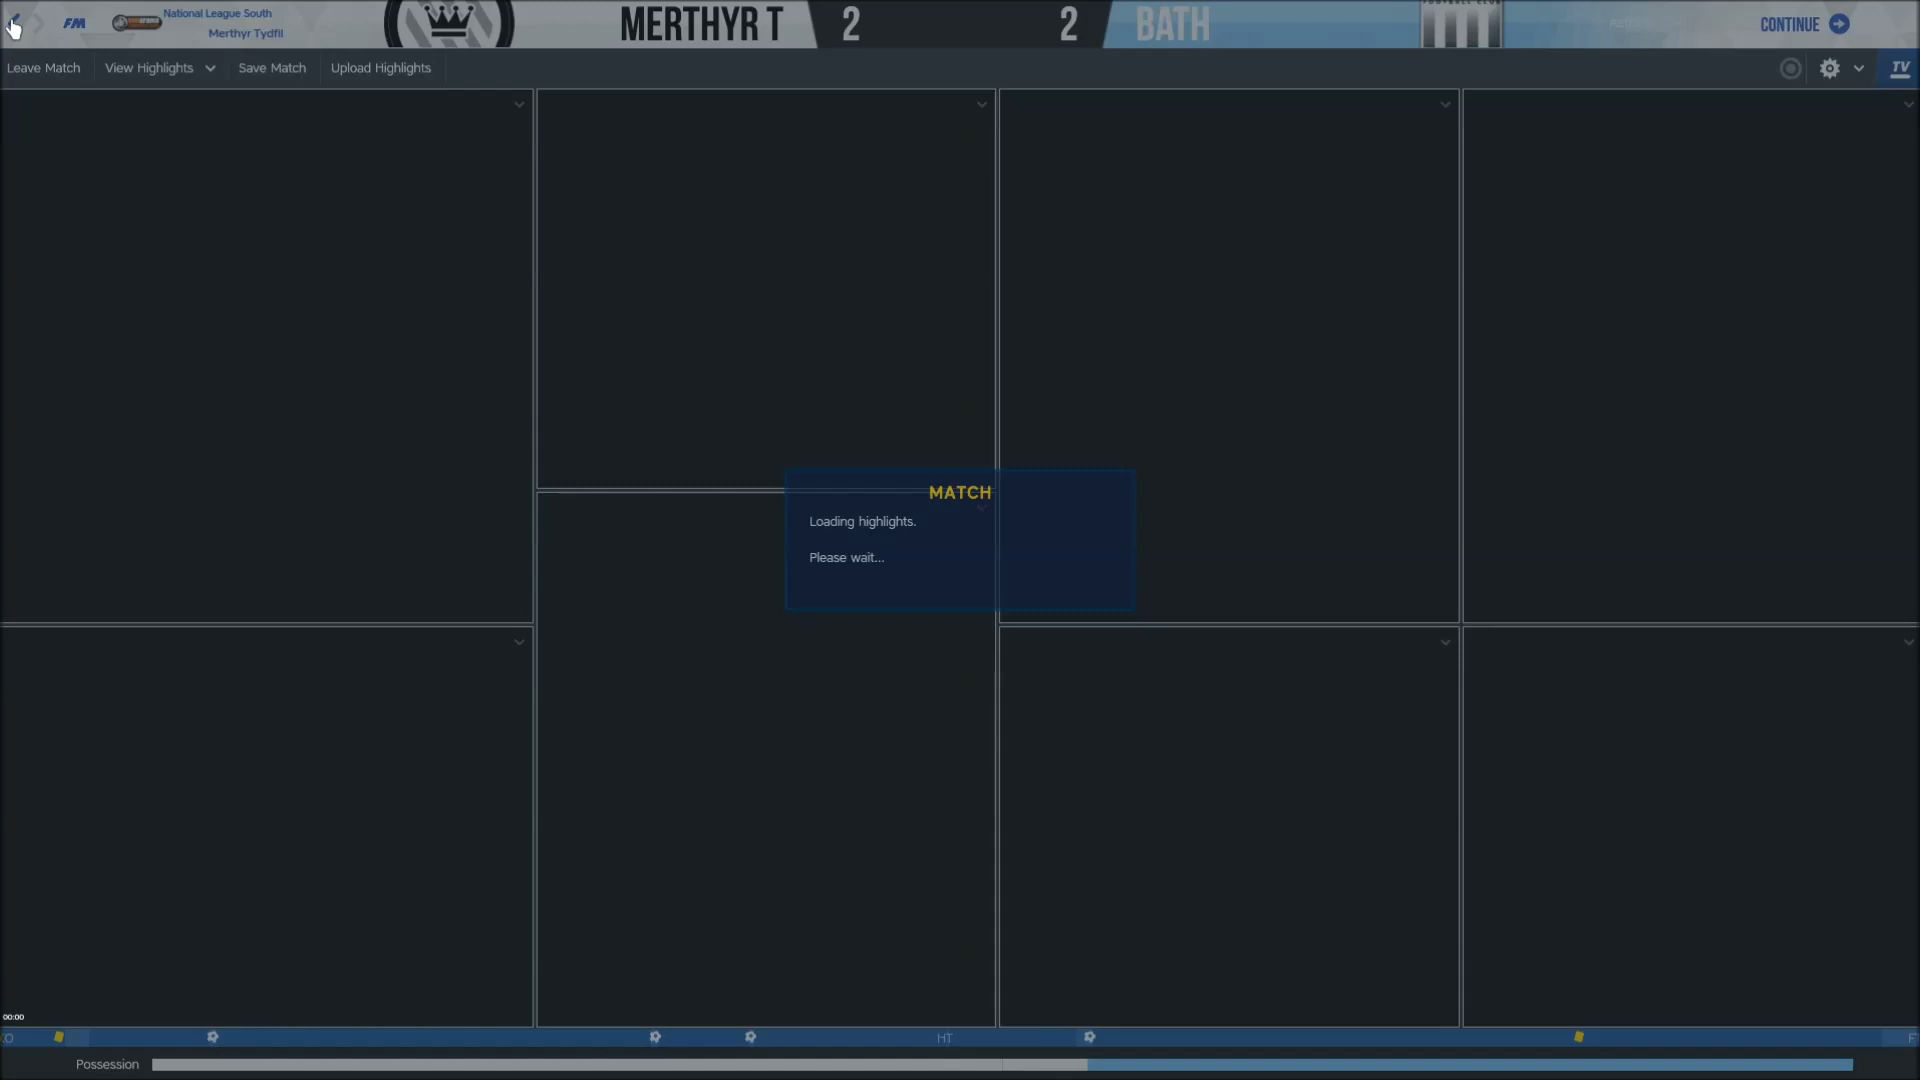 National League South
FM
Merthyr Tydfil
MERTHYR T
2
2
BATH
CONTINUE
Leave Match
View Highlights
Save Match
Upload Highlights
TV
MATCH
Loading highlights.
Please wait...
00:00
HT
Possession